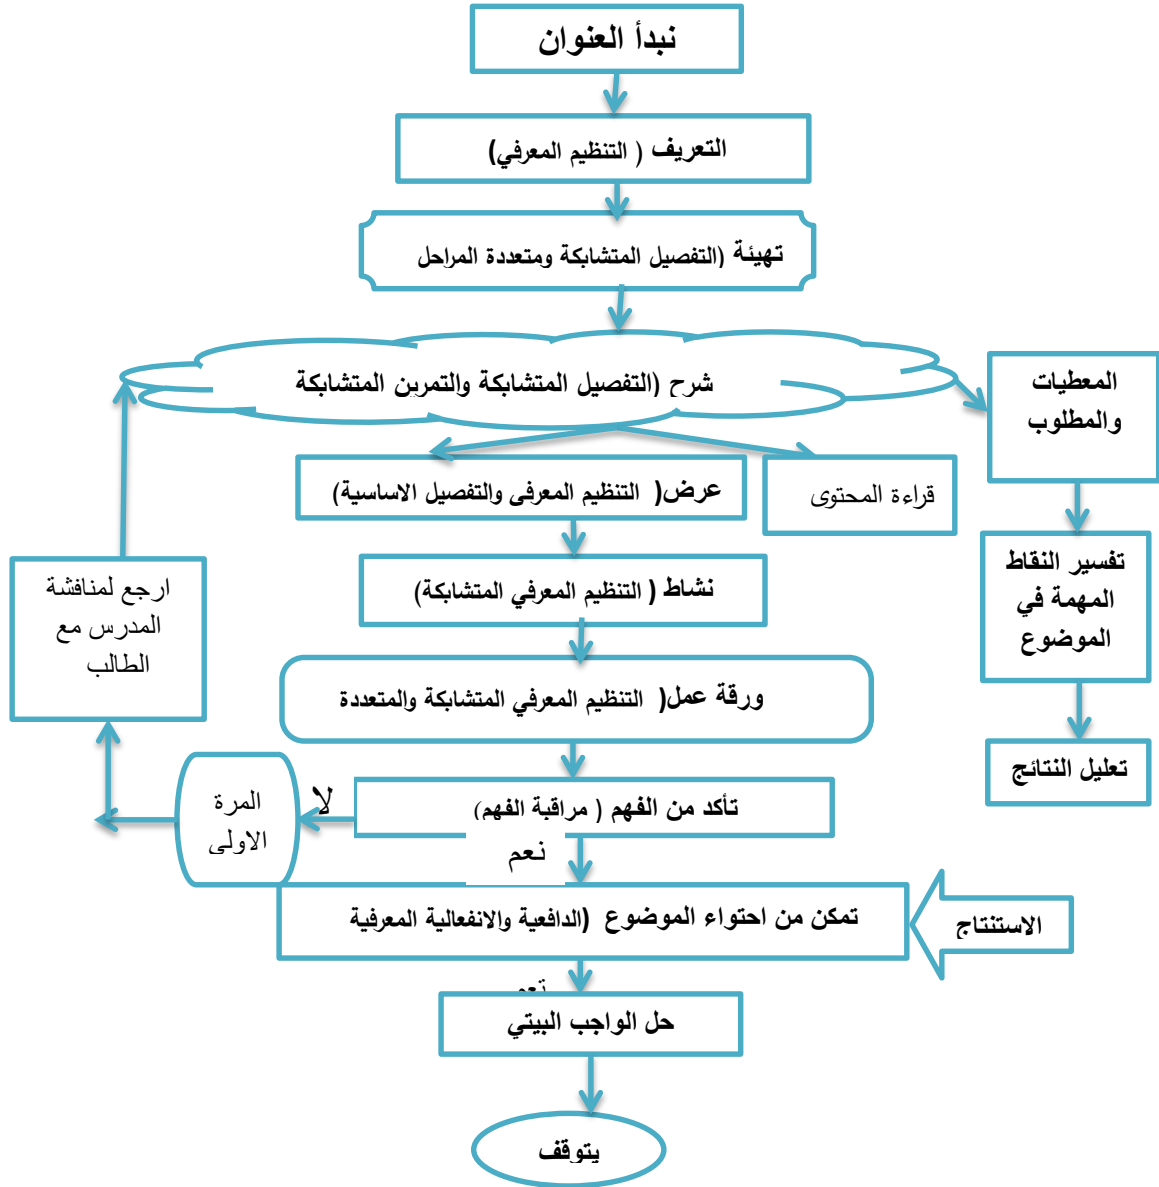 نبدأ العنوان
التعريف ( التنظيم المعرفي)
تهيئة (التفصيل المتشابكة ومتعددة المراحل
شرح (التفصيل المتشابكة والتمرين المتشابكة
المعطيات
والمطلوب
عرض( التنظيم المعرفي والتفصيل الاساسية)
قراءة المحتوى
نشاط ( التنظيم المعرفي المتشابكة)
تفسير النقاط
المهمة في
الموضوع
ارجع لمنافشة
المدرس مع
الطالب
ورقة عمل( التنظيم المعرفي المتشابكة والمتعددة
تعليل النتائج
تأكد من الفهم ( مراقبة الفهم)
لا
المرة
الاولى
نعم
تمكن من احتواء الموضوع (الدافعية والانفعالية المعرفية
الاستنتاج
حل الواجب البيتي
يتوقف